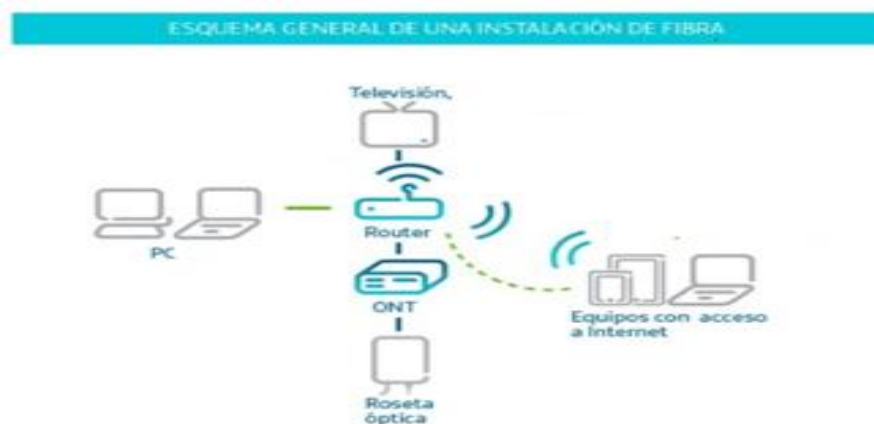 ESQUEMA GENERAL DE UNA INSTALACIÓN DE FIBRA
Televisión,
Router
PC
ONT
Equipos con acceso
a Internet
Roseta
óptica